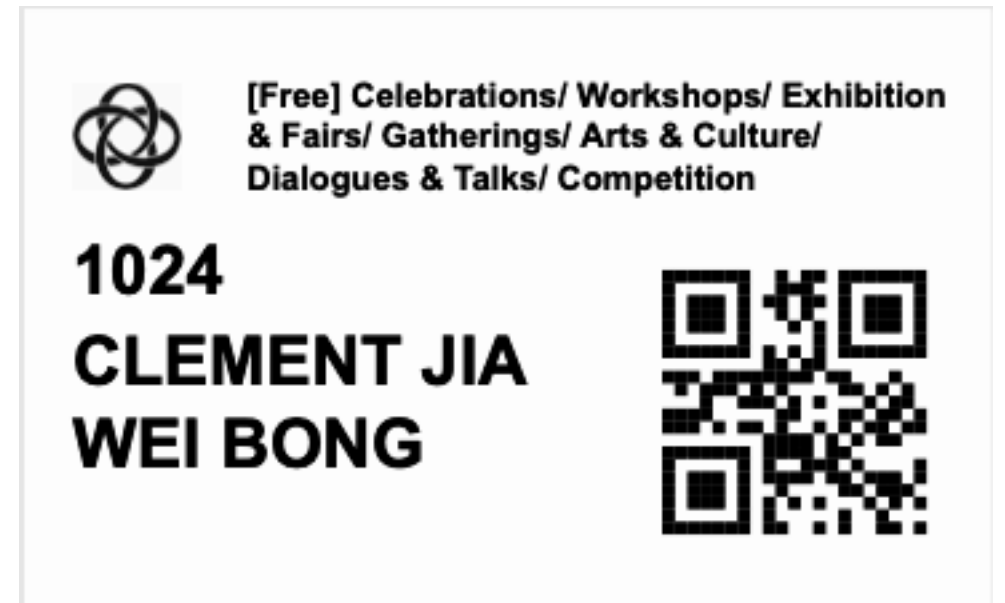 [Free] Celebrations/ Workshops/ Exhibition
& Fairs/ Gatherings/ Arts & Culture/
Dialogues & Talks/ Competition
1024
CLEMENT JIA
WEI BONG